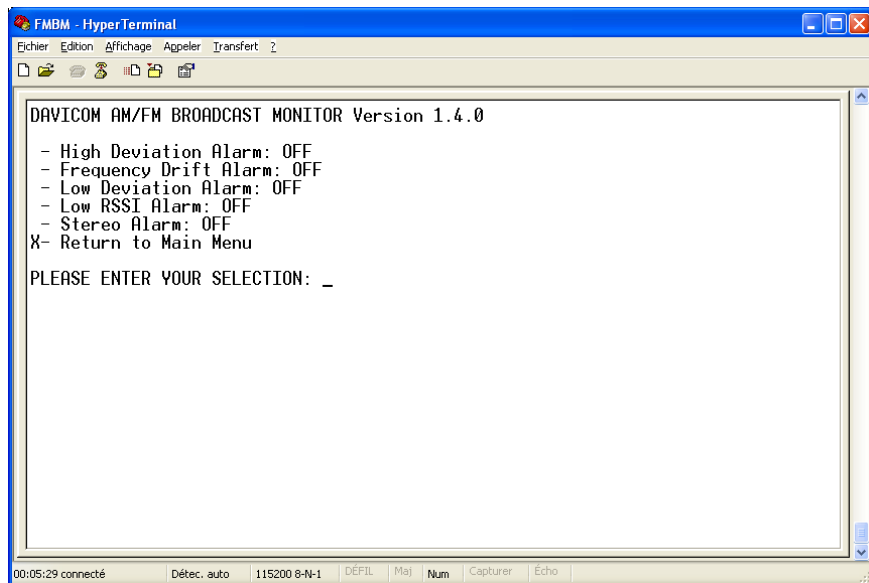 FMBM - HyperTerminal
Fichier Edition Affichage Appeler Transfert ?
DAVICOM AM/FM BROADCAST MONITOR Version 1.4.0
- High Deviation Alarm: OFF
- Frequency Drift Alarm: OFF
- Low Deviation Alarm: OFF
- Low RSSI Alarm: OFF
- Stereo Alarm: OFF
X- Return to Main Menu
PLEASE ENTER YOUR SELECTION: _
00:05:29 connecté Détec. auto 115200 8-N-1 DÉFIL Maj Num Capturer Écho